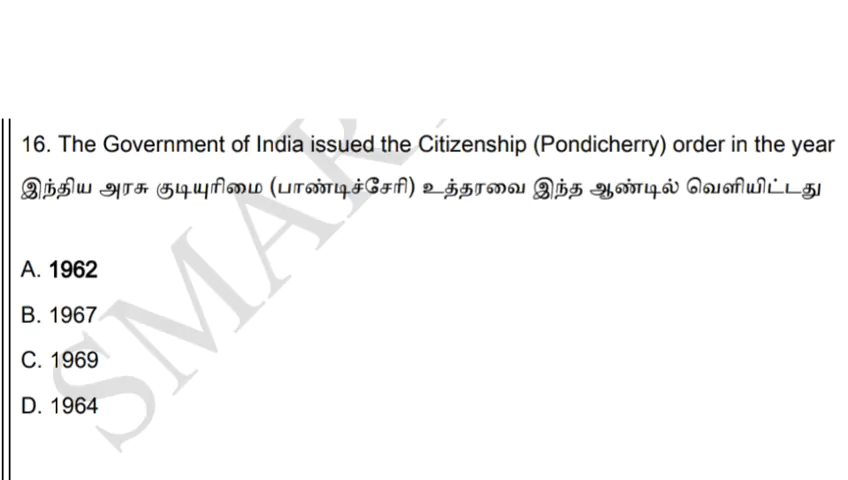 16. The Government of India issued the Citizenship (Pondicherry) order in the year
இந்திய அரசு குடியுரிமை (பாண்டிச்சேரி) உத்தரவை இந்த ஆண்டில் வெளியிட்டது
A. 1962
B. 1967
C. 1969
D. 1964
SMAR